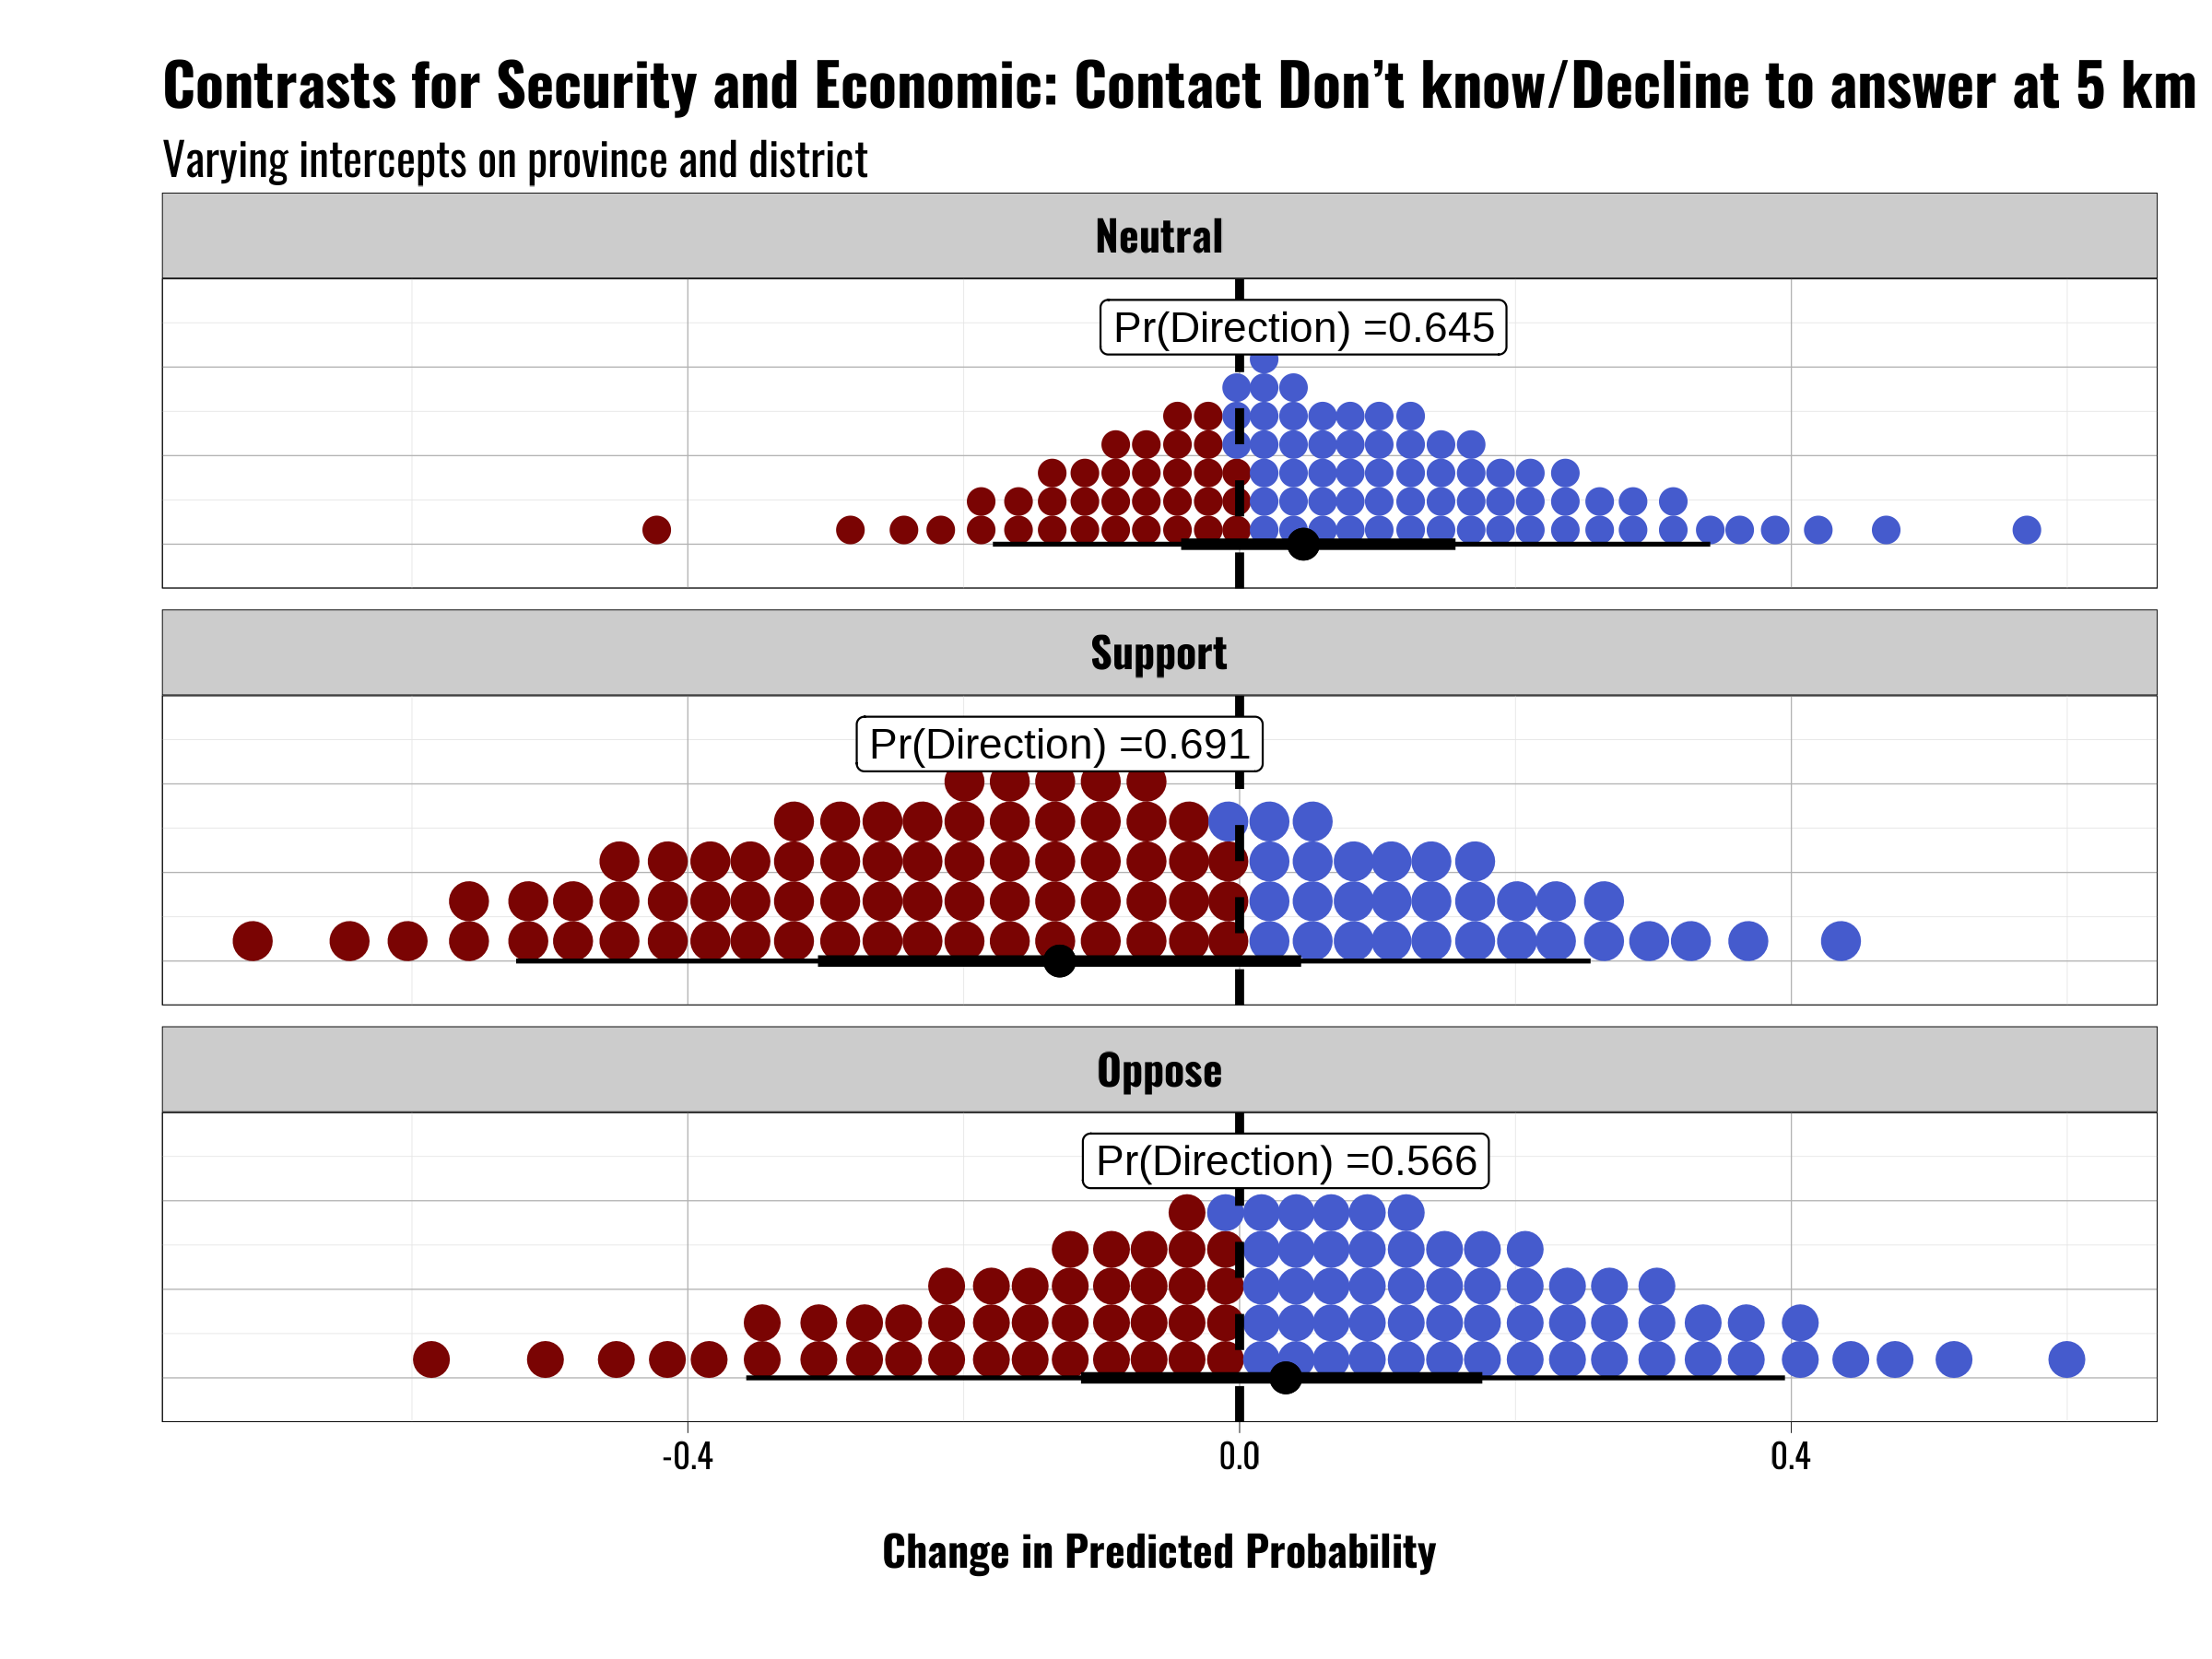 Contrasts for Security and Economic: Contact Don’t know/Decline to answer at 5 km
Varying intercepts on province and district
Neutral
Pr(Direction) =0.645
Support
Pr(Direction) =0.691
Oppose
Pr(Direction) =0.566
-0.4 0.0 0.4
Change in Predicted Probability